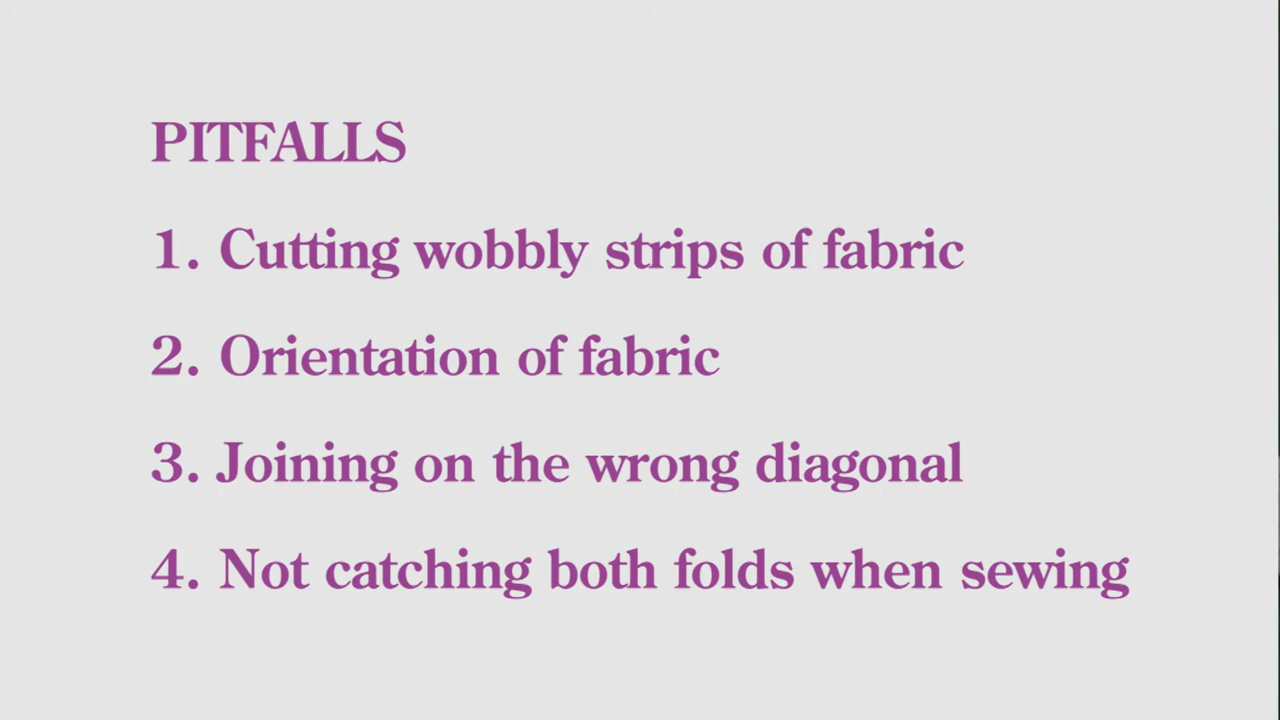 PITFALLS
1. Cutting wobbly strips of fabric
2. Orientation of fabric
3. Joining on the wrong diagonal
4. Not catching both folds when sewing